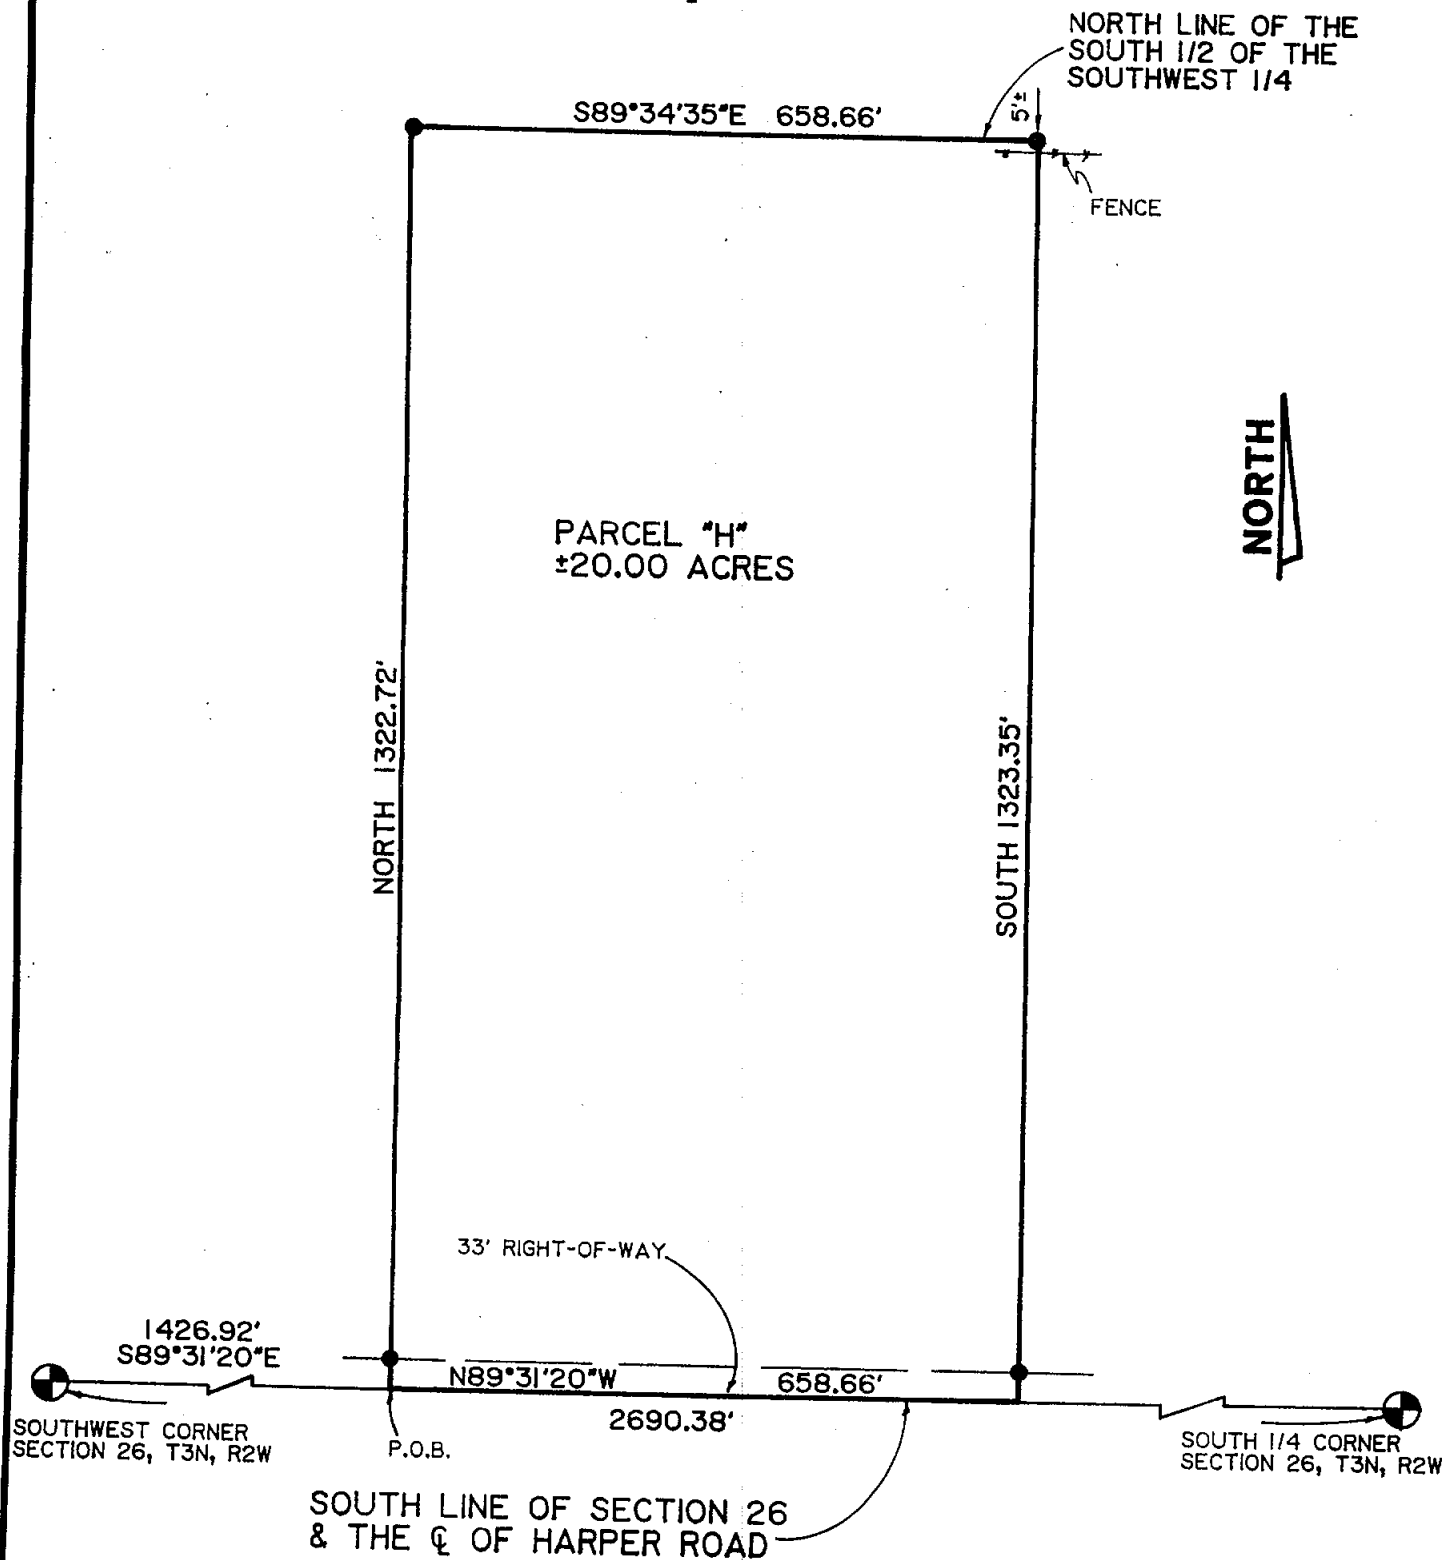 NORTH LINE OF THE
SOUTH 1/2 OF THE
SOUTHWEST 1/4
S89°34'35"E 658.66'
5'±
FENCE
NORTH
PARCEL "H"
±20.00 ACRES
NORTH 1322.72'
SOUTH 1323.35'
33' RIGHT-OF-WAY
1426.92'
S89°31'20"E
N89°31'20"W 658.66'
2690.38'
SOUTHWEST CORNER
SECTION 26, T3N, R2W
P.O.B.
SOUTH 1/4 CORNER
SECTION 26, T3N, R2W
SOUTH LINE OF SECTION 26
& THE ℄ OF HARPER ROAD